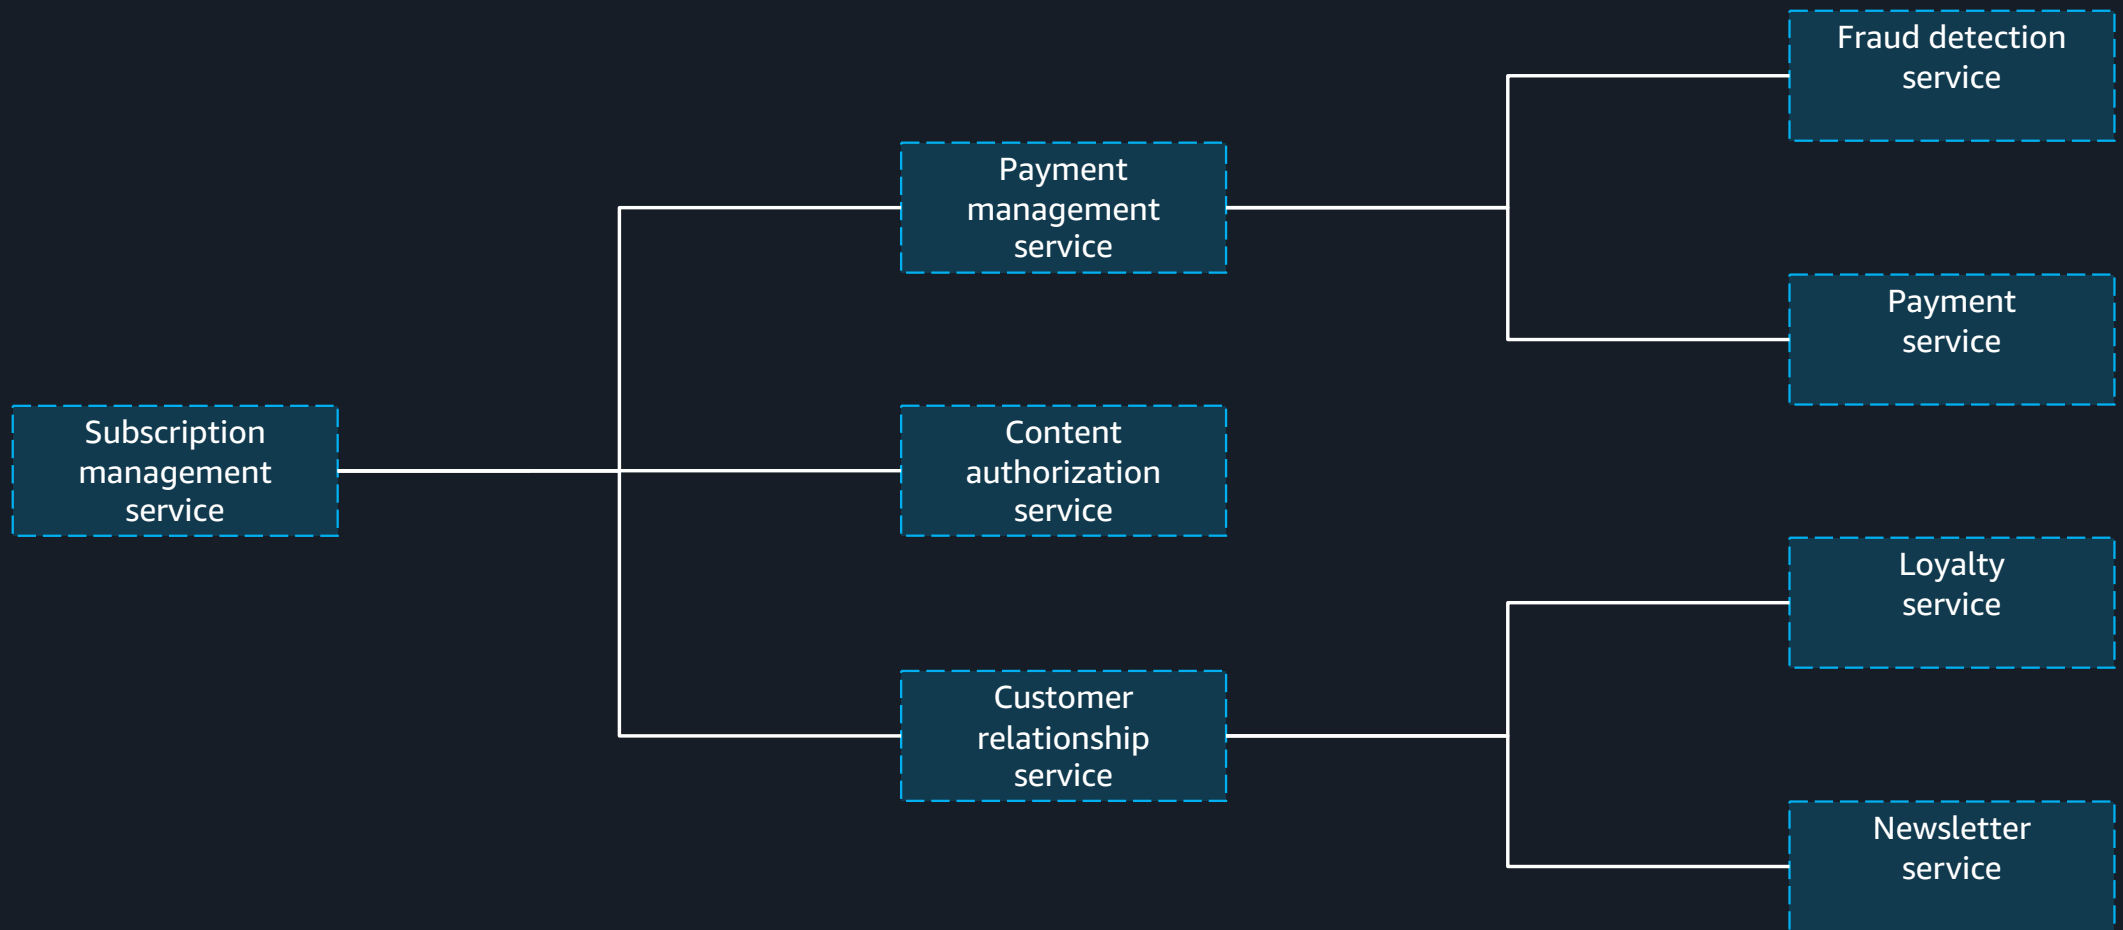 Fraud detection
service
Payment
management
service
Payment
service
Subscription
management
service
Content
authorization
service
Loyalty
service
Customer
relationship
service
Newsletter
service